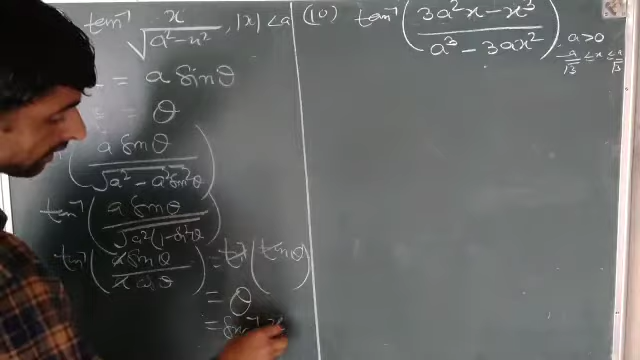 tan⁻¹ x/√(a²-x²), |x|<a
= a sinθ
= θ
(a sinθ/√(a²-a²sin²θ))
tan⁻¹(a sinθ/√(a²(1-sin²θ)))
tan⁻¹(a sinθ/a cosθ) = tan⁻¹(tanθ)
= θ
= sin⁻¹ x
(10) tan⁻¹((3a²x-x³)/(a³-3ax²)) a>0
-a/√3 ≤ x ≤ a/√3